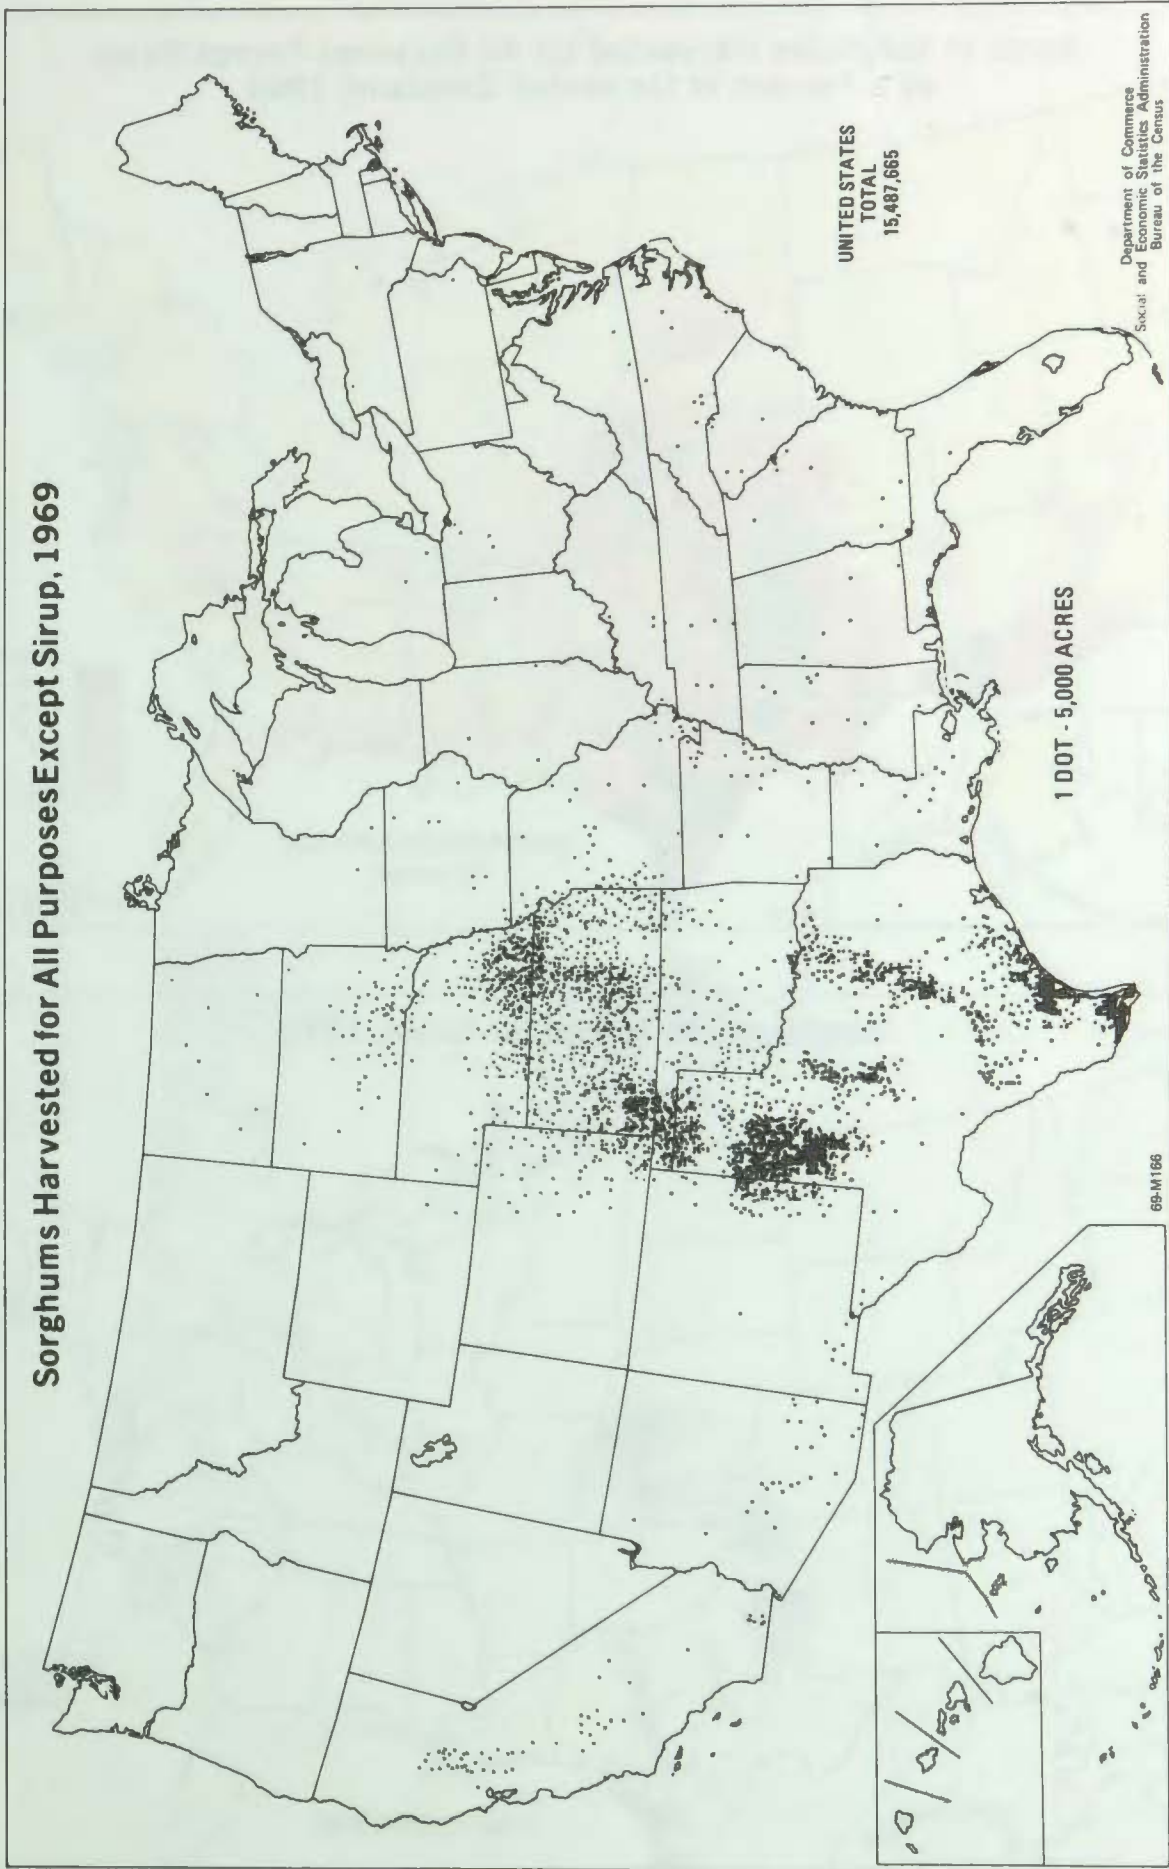 Sorghums Harvested for All Purposes Except Sirup, 1969
UNITED STATES
TOTAL
15,487,665
1 DOT - 5,000 ACRES
69-M166
Department of Commerce
Social and Economic Statistics Administration
Bureau of the Census